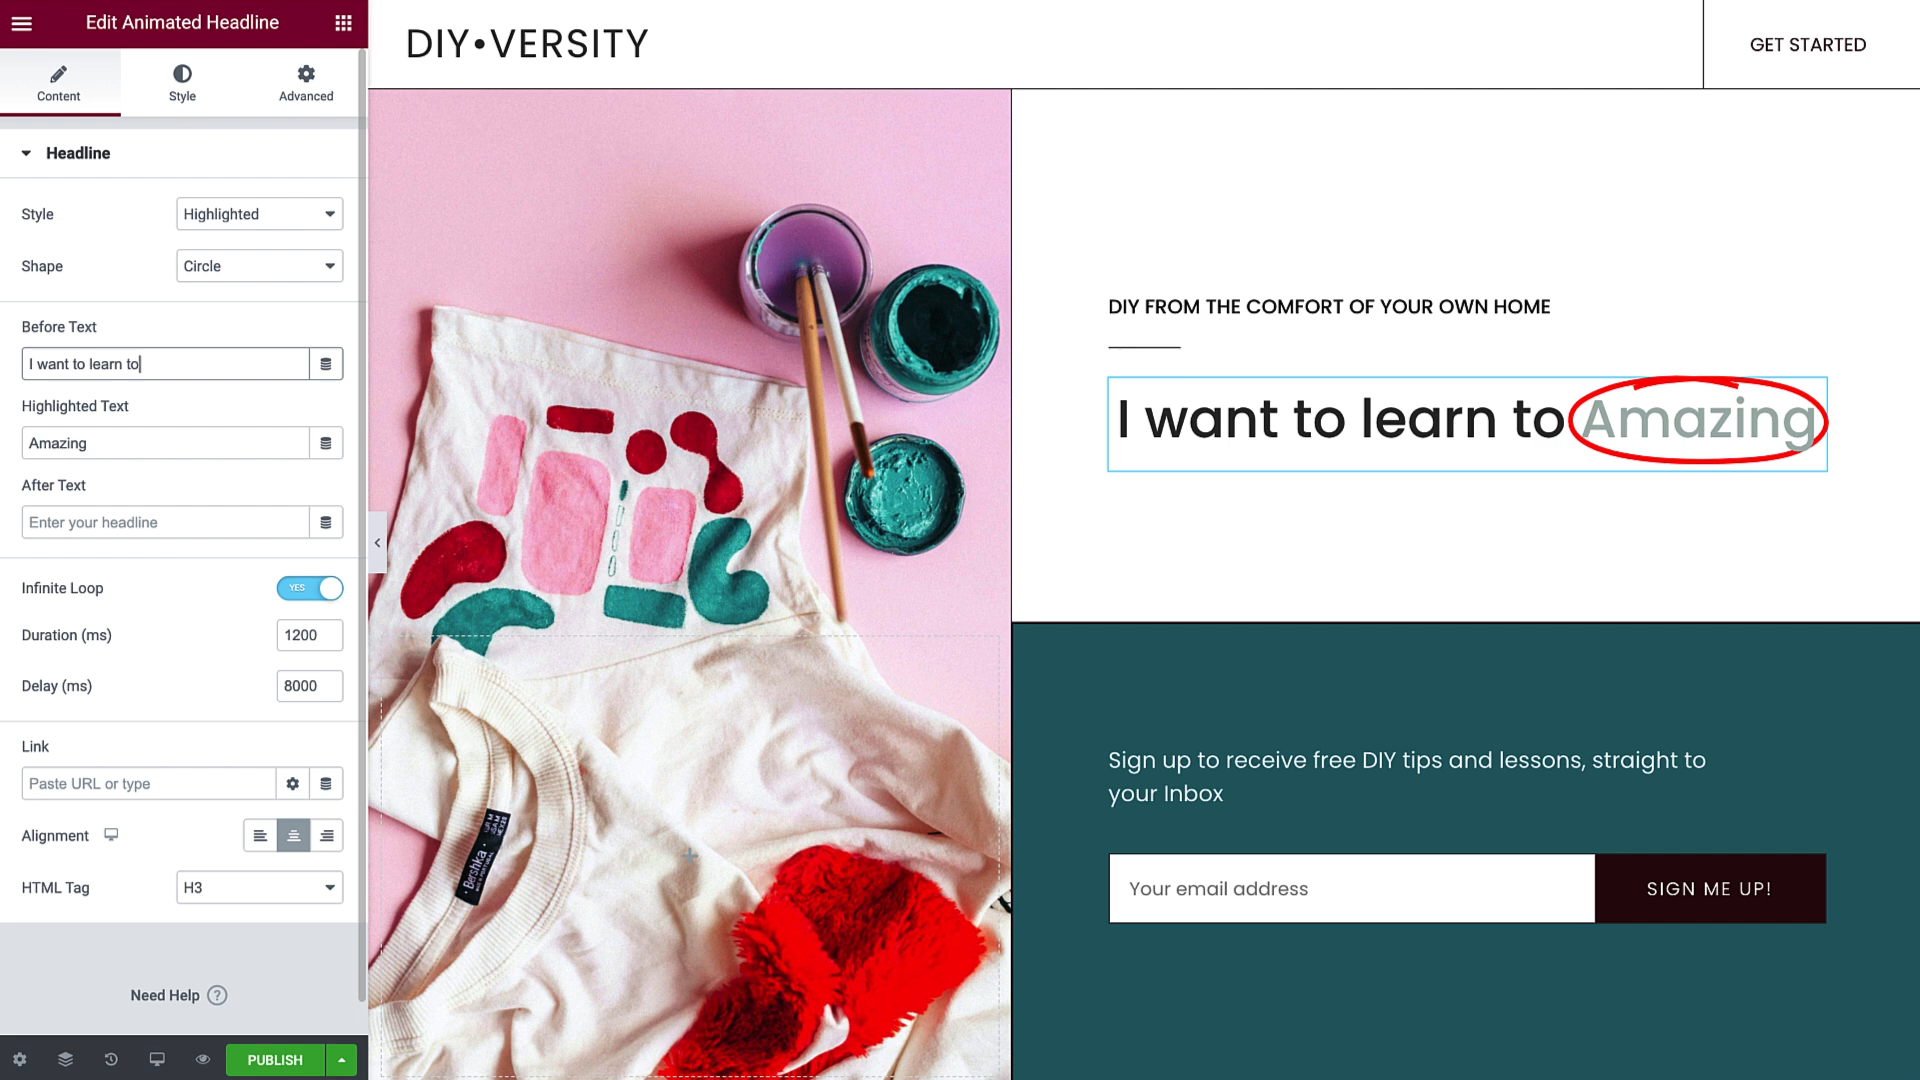 Edit Animated Headline
Content
Style
Advanced
Headline
Style
Highlighted
Shape
Circle
Before Text
I want to learn to
Highlighted Text
Amazing
After Text
Enter your headline
Infinite Loop
YES
Duration (ms)
1200
Delay (ms)
8000
Link
Paste URL or type
Alignment
HTML Tag
H3
Need Help
?
PUBLISH
DIY•VERSITY
GET STARTED
DIY FROM THE COMFORT OF YOUR OWN HOME
I want to learn to Amazing
Bershka
Sign up to receive free DIY tips and lessons, straight to
your Inbox
Your email address
SIGN ME UP!